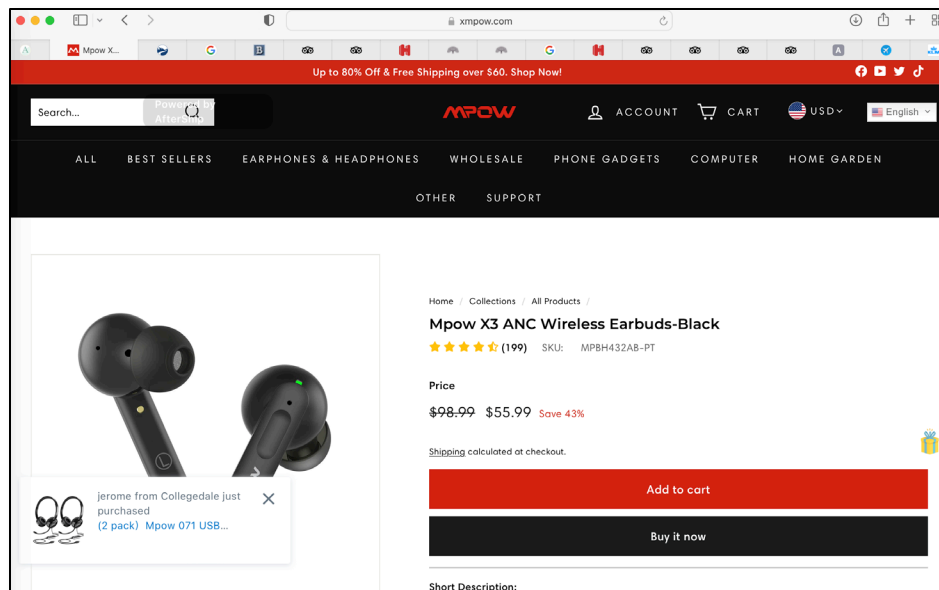 xmpow.com
Mpow X...
Up to 80% Off & Free Shipping over $60. Shop Now!
Search...
Powered by
AfterShip
MPOW
ACCOUNT
CART
USD
English
ALL
BEST SELLERS
EARPHONES & HEADPHONES
WHOLESALE
PHONE GADGETS
COMPUTER
HOME GARDEN
OTHER
SUPPORT
Home / Collections / All Products /
Mpow X3 ANC Wireless Earbuds-Black
(199) SKU: MPBH432AB-PT
Price
$98.99 $55.99 Save 43%
Shipping calculated at checkout.
Add to cart
Buy it now
Short Description:
L
jerome from Collegedale just
purchased
(2 pack) Mpow 071 USB...